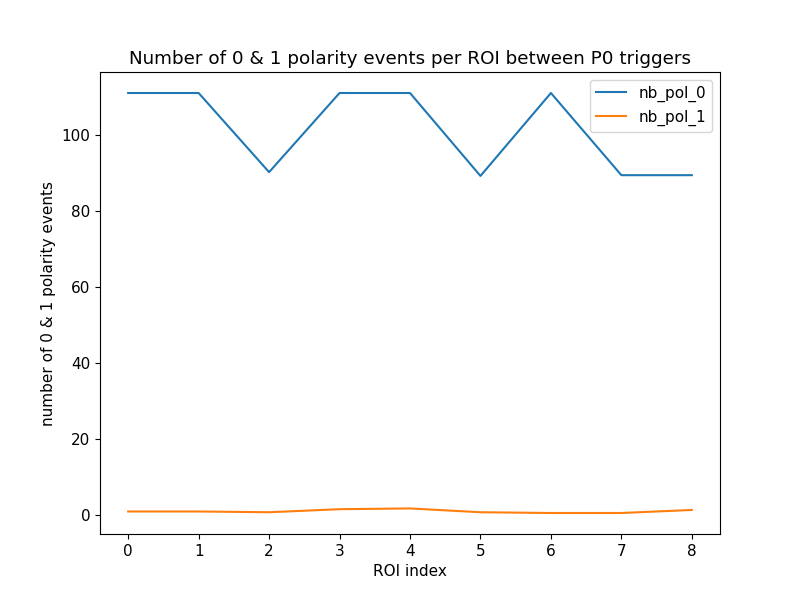 Number of 0 & 1 polarity events per ROI between P0 triggers
nb_pol_0
nb_pol_1
number of 0 & 1 polarity events
100
80
60
40
20
0
0 1 2 3 4 5 6 7 8
ROI index